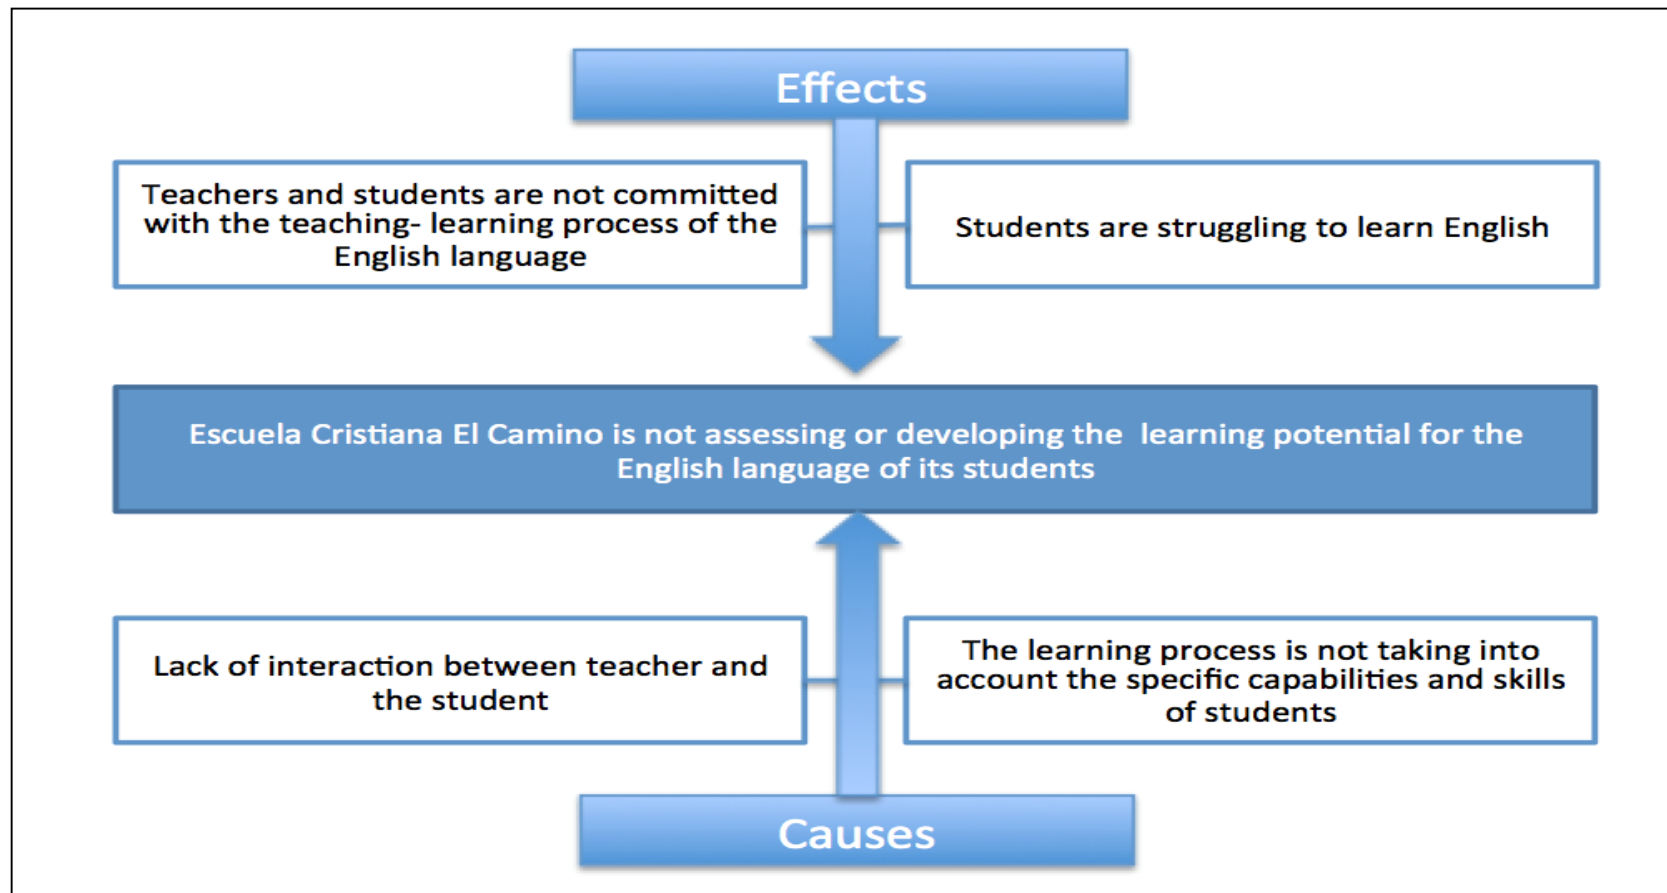 Effects
Teachers and students are not committed
with the teaching- learning process of the
English language
Students are struggling to learn English
Escuela Cristiana El Camino is not assessing or developing the  learning potential for the
English language of its students
Lack of interaction between teacher and
the student
The learning process is not taking into
account the specific capabilities and skills
of students
Causes